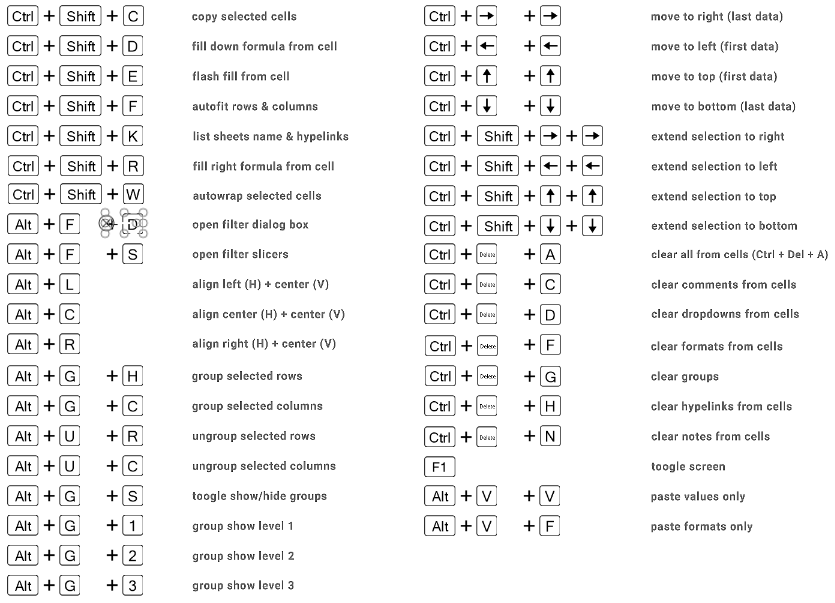 Ctrl + Shift + C copy selected cells
Ctrl + Shift + D fill down formula from cell
Ctrl + Shift + E flash fill from cell
Ctrl + Shift + F autofit rows & columns
Ctrl + Shift + K list sheets name & hypelinks
Ctrl + Shift + R fill right formula from cell
Ctrl + Shift + W autowrap selected cells
Alt + F + D open filter dialog box
Alt + F + S open filter slicers
Alt + L align left (H) + center (V)
Alt + C align center (H) + center (V)
Alt + R align right (H) + center (V)
Alt + G + H group selected rows
Alt + G + C group selected columns
Alt + U + R ungroup selected rows
Alt + U + C ungroup selected columns
Alt + G + S toogle show/hide groups
Alt + G + 1 group show level 1
Alt + G + 2 group show level 2
Alt + G + 3 group show level 3
Ctrl + → + → move to right (last data)
Ctrl + ← + ← move to left (first data)
Ctrl + ↑ + ↑ move to top (first data)
Ctrl + ↓ + ↓ move to bottom (last data)
Ctrl + Shift + → + → extend selection to right
Ctrl + Shift + ← + ← extend selection to left
Ctrl + Shift + ↑ + ↑ extend selection to top
Ctrl + Shift + ↓ + ↓ extend selection to bottom
Ctrl + Delete + A clear all from cells (Ctrl + Del + A)
Ctrl + Delete + C clear comments from cells
Ctrl + Delete + D clear dropdowns from cells
Ctrl + Delete + F clear formats from cells
Ctrl + Delete + G clear groups
Ctrl + Delete + H clear hypelinks from cells
Ctrl + Delete + N clear notes from cells
F1 toogle screen
Alt + V + V paste values only
Alt + V + F paste formats only